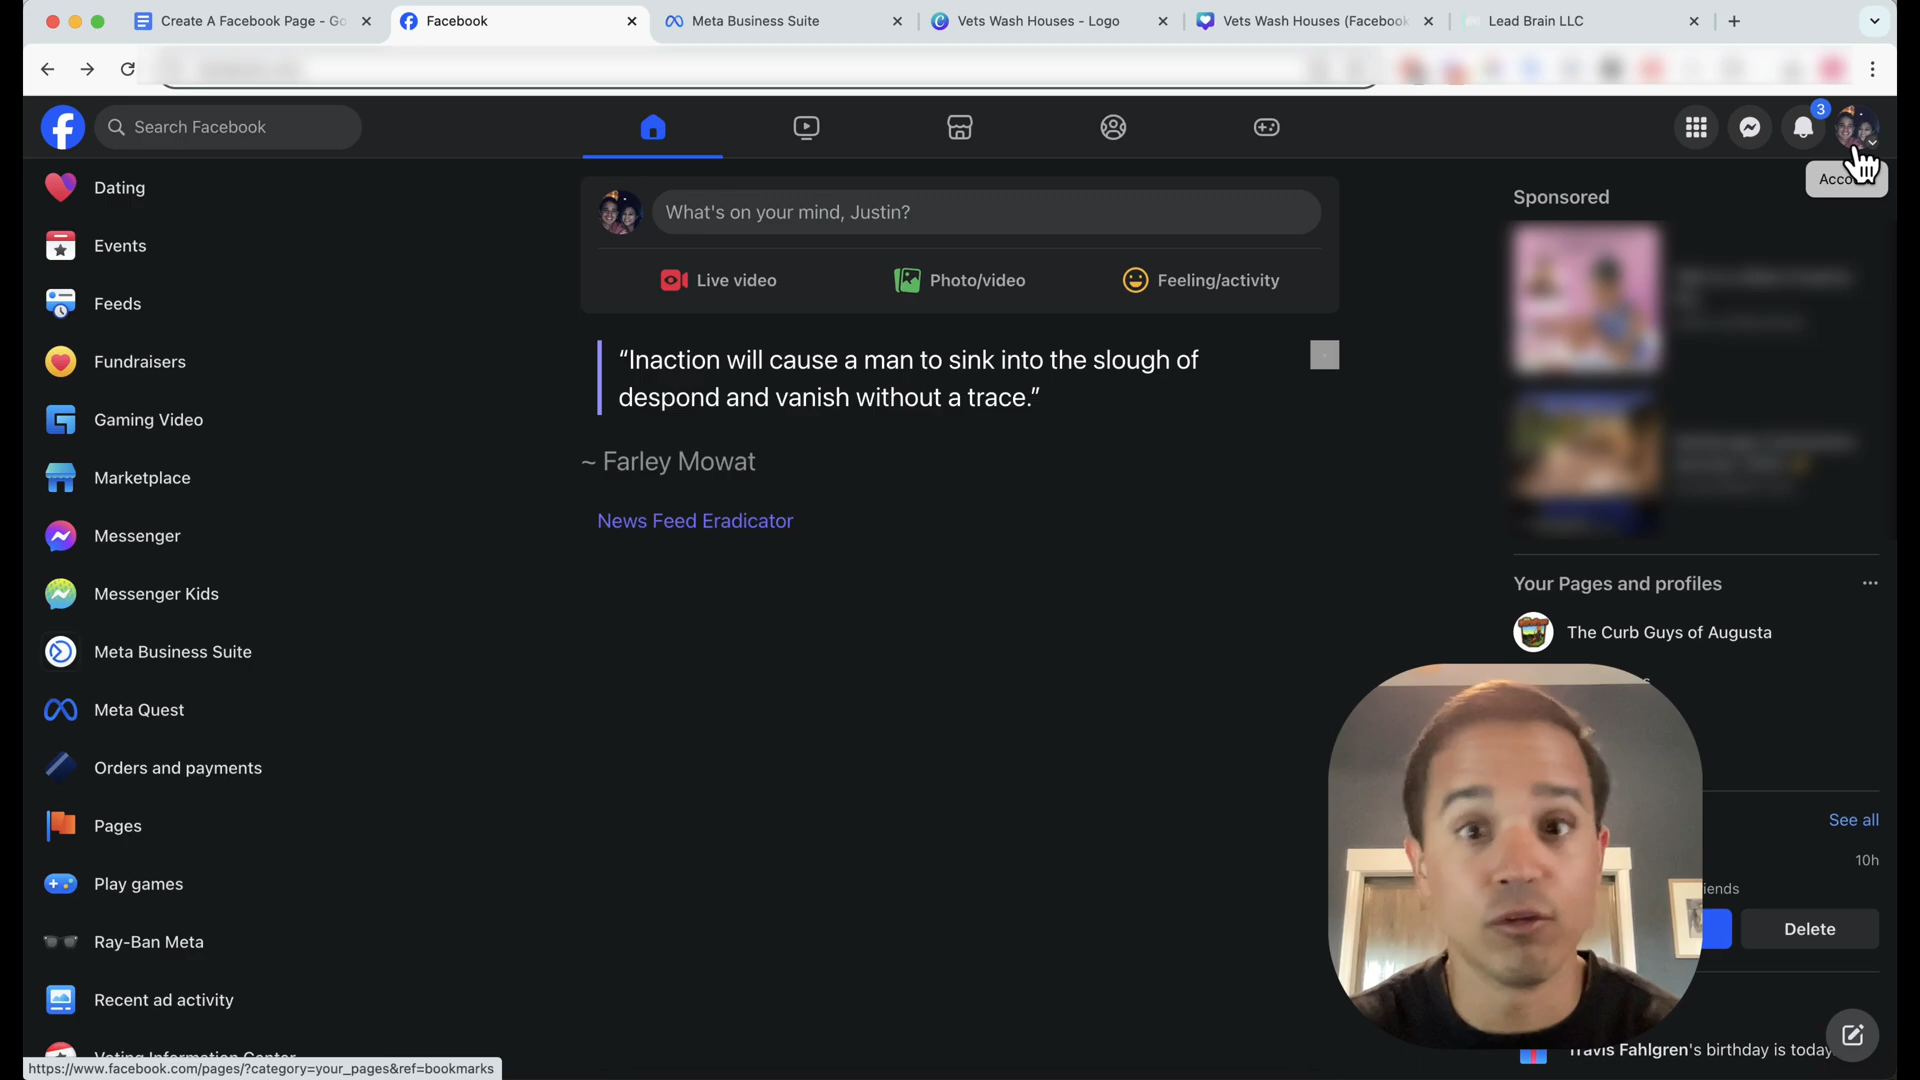 Create A Facebook Page - Go
Facebook
Meta Business Suite
Vets Wash Houses - Logo
Vets Wash Houses (Facebook
Lead Brain LLC
Search Facebook
3
Dating
Events
Feeds
Fundraisers
Gaming Video
Marketplace
Messenger
Messenger Kids
Meta Business Suite
Meta Quest
Orders and payments
Pages
Play games
Ray-Ban Meta
Recent ad activity
Voting Information Center
https://www.facebook.com/pages/?category=your_pages&ref=bookmarks
What's on your mind, Justin?
Live video
Photo/video
Feeling/activity
“Inaction will cause a man to sink into the slough of
despond and vanish without a trace.”
~ Farley Mowat
News Feed Eradicator
Acco
Sponsored
Your Pages and profiles
The Curb Guys of Augusta
See all
10h
iends
Delete
Travis Fahlgren's birthday is today.